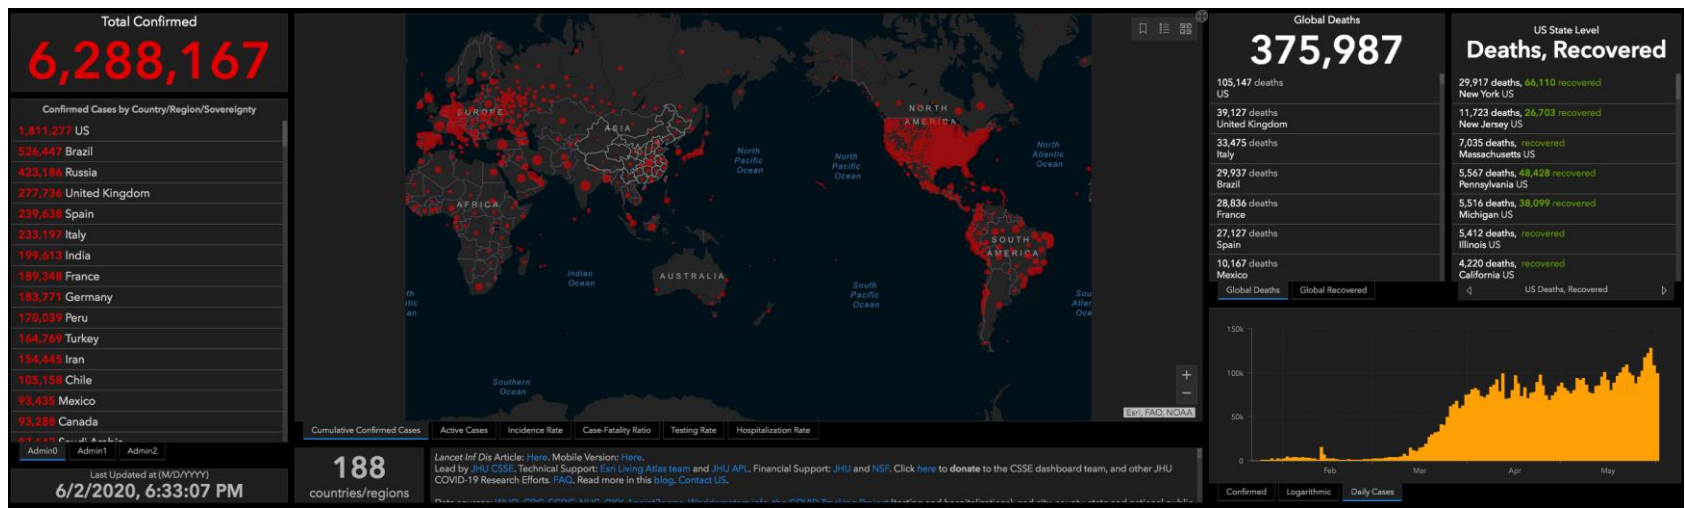 Total Confirmed
6,288,167
Confirmed Cases by Country/Region/Sovereignty
1,811,277 US
526,447 Brazil
423,186 Russia
277,736 United Kingdom
239,638 Spain
233,197 Italy
199,613 India
189,348 France
183,771 Germany
170,039 Peru
164,769 Turkey
154,445 Iran
105,158 Chile
93,435 Mexico
93,288 Canada
Admin0 Admin1 Admin2
Last Updated at (M/D/YYYY)
6/2/2020, 6:33:07 PM
EUROPE
ASIA
AFRICA
AUSTRALIA
NORTH
AMERICA
SOUTH
AMERICA
North
Pacific
Ocean
North
Pacific
Ocean
North
Atlantic
Ocean
Indian
Ocean
South
Pacific
Ocean
Southern
Ocean
th
tic
an
Sou
Atlar
Oce
+
−
Esri, FAO, NOAA
Cumulative Confirmed Cases Active Cases Incidence Rate Case-Fatality Ratio Testing Rate Hospitalization Rate
188
countries/regions
Lancet Inf Dis Article: Here. Mobile Version: Here.
Lead by JHU CSSE. Technical Support: Esri Living Atlas team and JHU APL. Financial Support: JHU and NSF. Click here to donate to the CSSE dashboard team, and other JHU
COVID-19 Research Efforts. FAQ. Read more in this blog. Contact US.
Global Deaths
375,987
105,147 deaths
US
39,127 deaths
United Kingdom
33,475 deaths
Italy
29,937 deaths
Brazil
28,836 deaths
France
27,127 deaths
Spain
10,167 deaths
Mexico
Global Deaths Global Recovered
US State Level
Deaths, Recovered
29,917 deaths, 66,110 recovered
New York US
11,723 deaths, 26,703 recovered
New Jersey US
7,035 deaths, recovered
Massachusetts US
5,567 deaths, 48,428 recovered
Pennsylvania US
5,516 deaths, 38,099 recovered
Michigan US
5,412 deaths, recovered
Illinois US
4,220 deaths, recovered
California US
US Deaths, Recovered
150k
100k
50k
0
Feb Mar Apr May
Confirmed Logarithmic Daily Cases